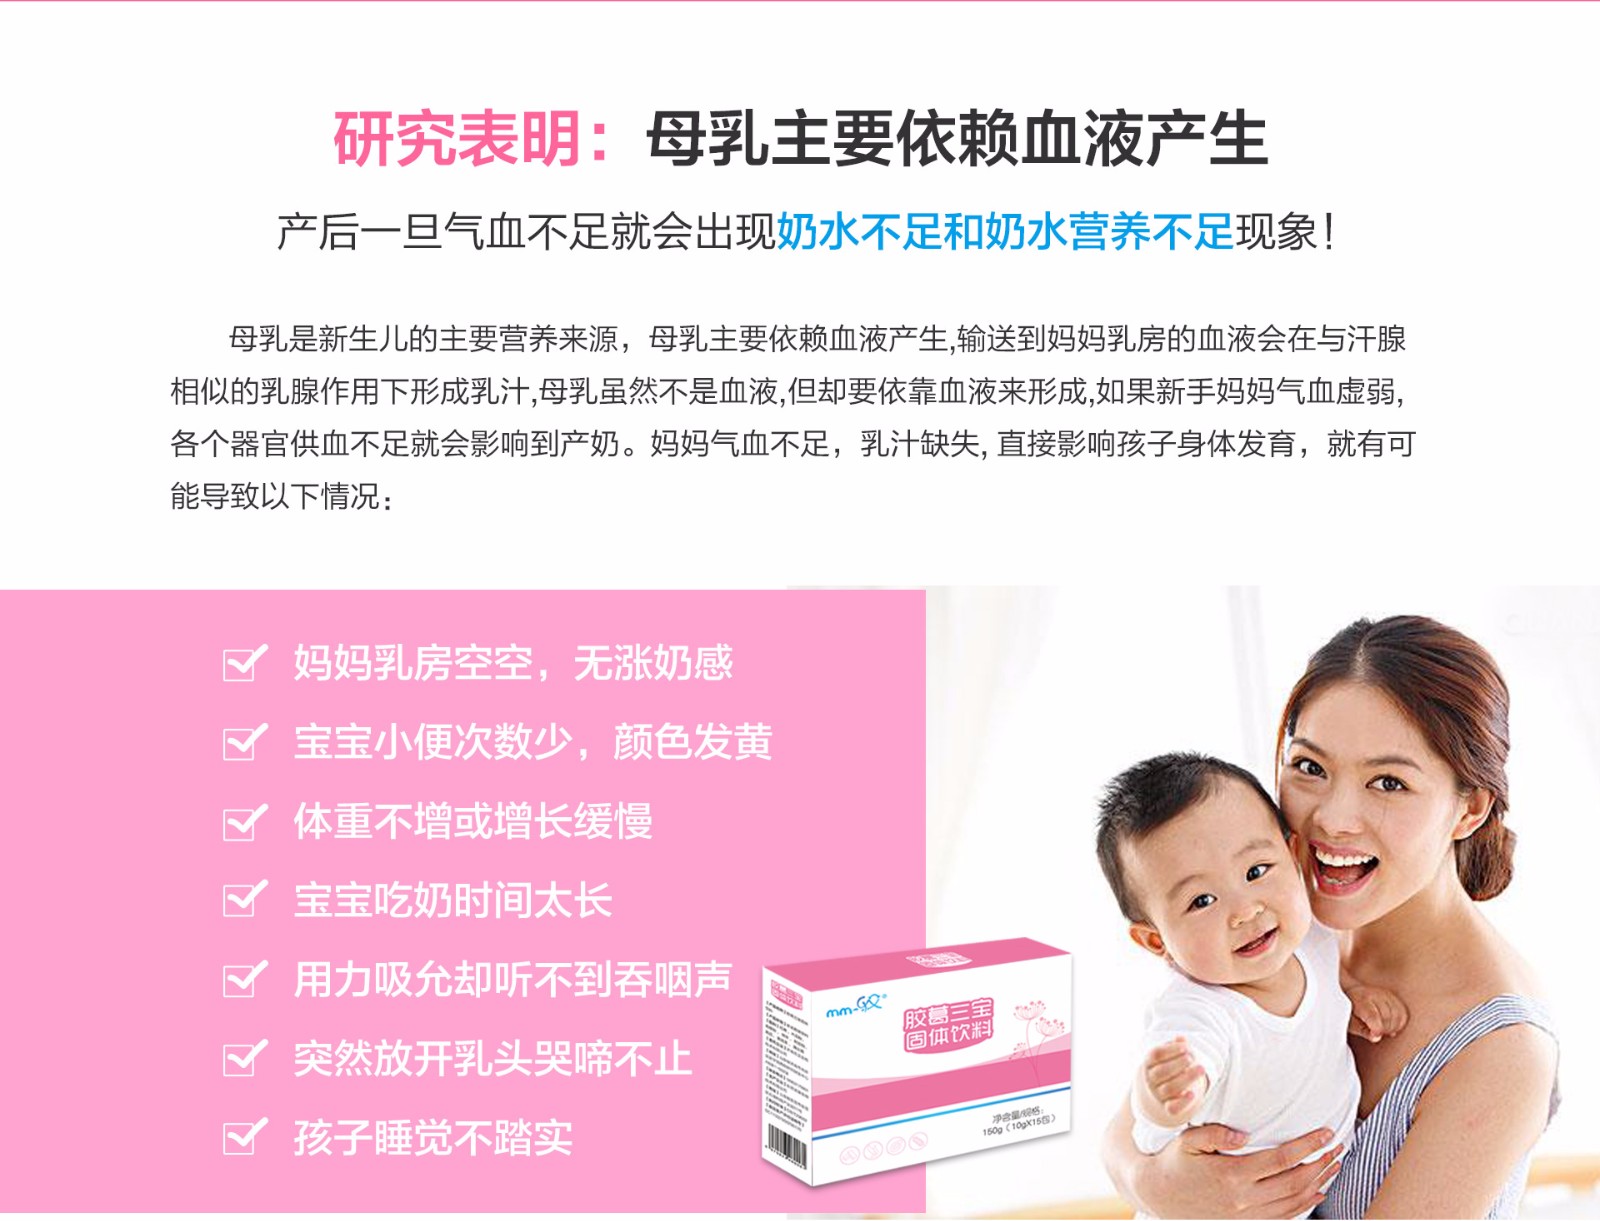 研究表明：母乳主要依赖血液产生
产后一旦气血不足就会出现奶水不足和奶水营养不足现象！
母乳是新生儿的主要营养来源，母乳主要依赖血液产生,输送到妈妈乳房的血液会在与汗腺
相似的乳腺作用下形成乳汁,母乳虽然不是血液,但却要依靠血液来形成,如果新手妈妈气血虚弱,
各个器官供血不足就会影响到产奶。妈妈气血不足，乳汁缺失,直接影响孩子身体发育，就有可
能导致以下情况：
妈妈乳房空空，无涨奶感
宝宝小便次数少，颜色发黄
体重不增或增长缓慢
宝宝吃奶时间太长
用力吸允却听不到吞咽声
突然放开乳头哭啼不止
孩子睡觉不踏实
mm-
胶葛三宝
固体饮料
净含量/规格：
150g（10gX15包）
胶葛三宝
固体饮料